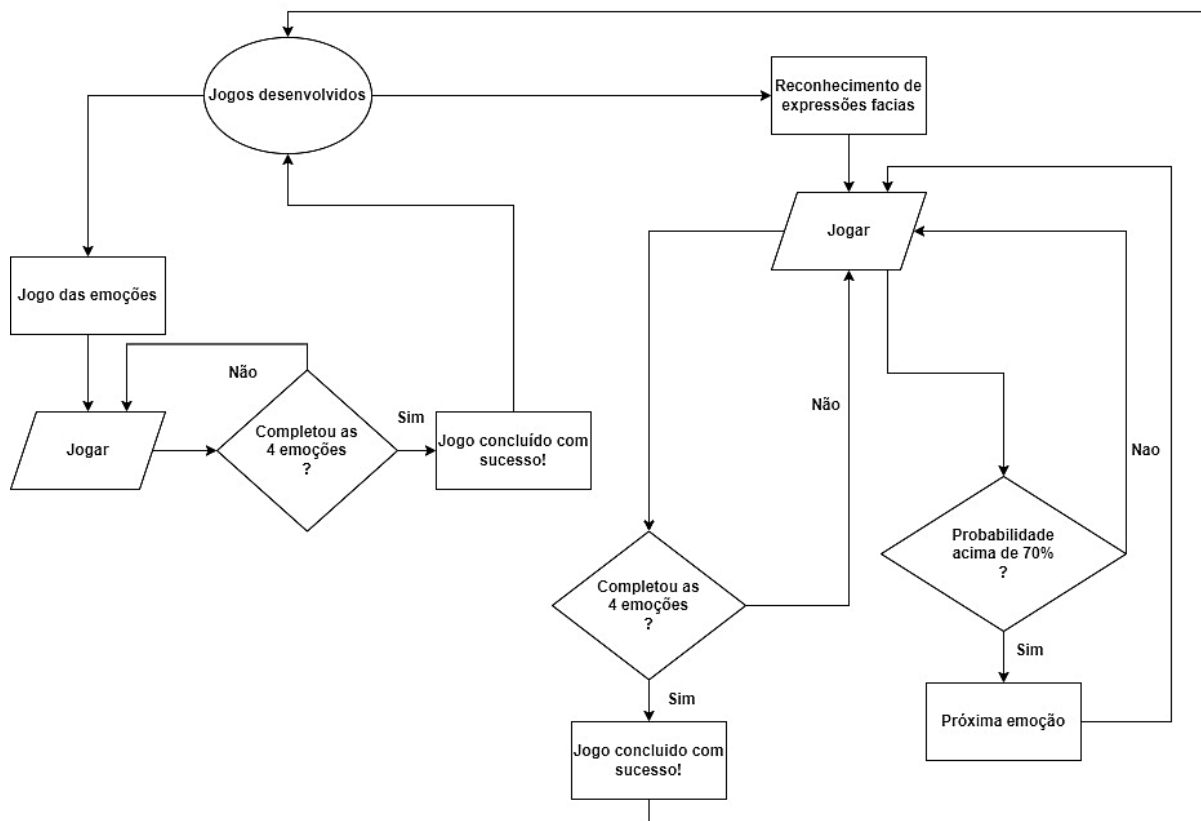 Jogos desenvolvidos
Reconhecimento de
expressões facias
Jogar
Jogo das emoções
Não
Jogar
Completou as
4 emoções
?
Sim
Jogo concluído com
sucesso!
Não
Nao
Probabilidade
acima de 70%
?
Completou as
4 emoções
?
Sim
Próxima emoção
Sim
Jogo concluido com
sucesso!